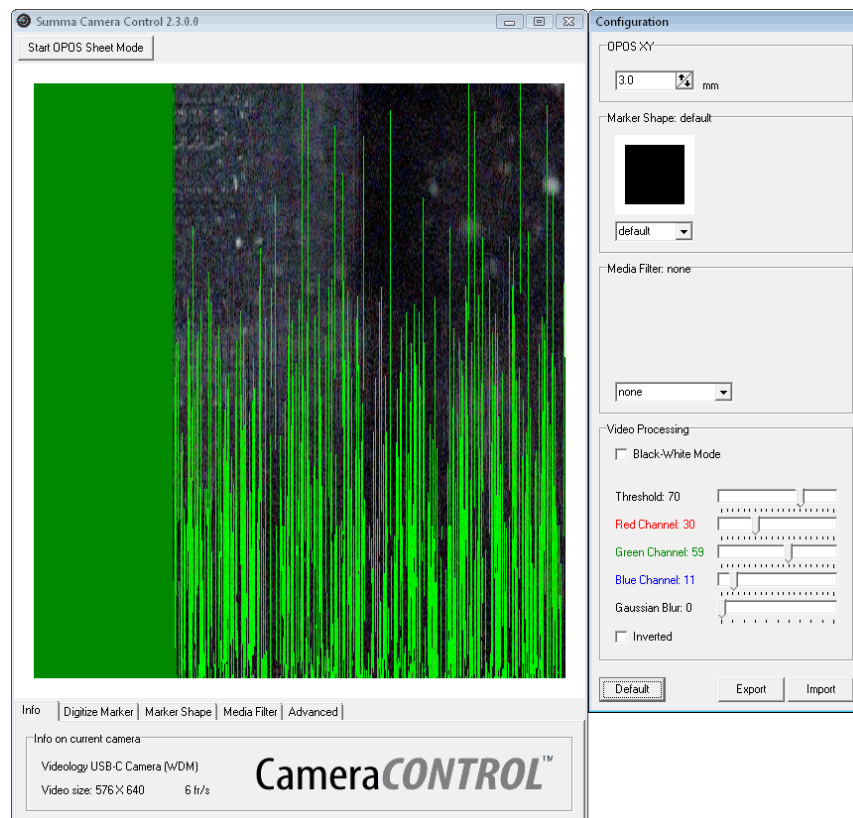 Summa Camera Control 2.3.0.0
Start OPOS Sheet Mode
Info
Digitize Marker
Marker Shape
Media Filter
Advanced
Info on current camera
Videology USB-C Camera (WDM)
Video size: 576 X 640 6 fr/s
CameraCONTROL™
Configuration
OPOS XY
3.0 mm
Marker Shape: default
default
Media Filter: none
none
Video Processing
Black-White Mode
Threshold: 70
Red Channel: 30
Green Channel: 59
Blue Channel: 11
Gaussian Blur: 0
Inverted
Default
Export
Import